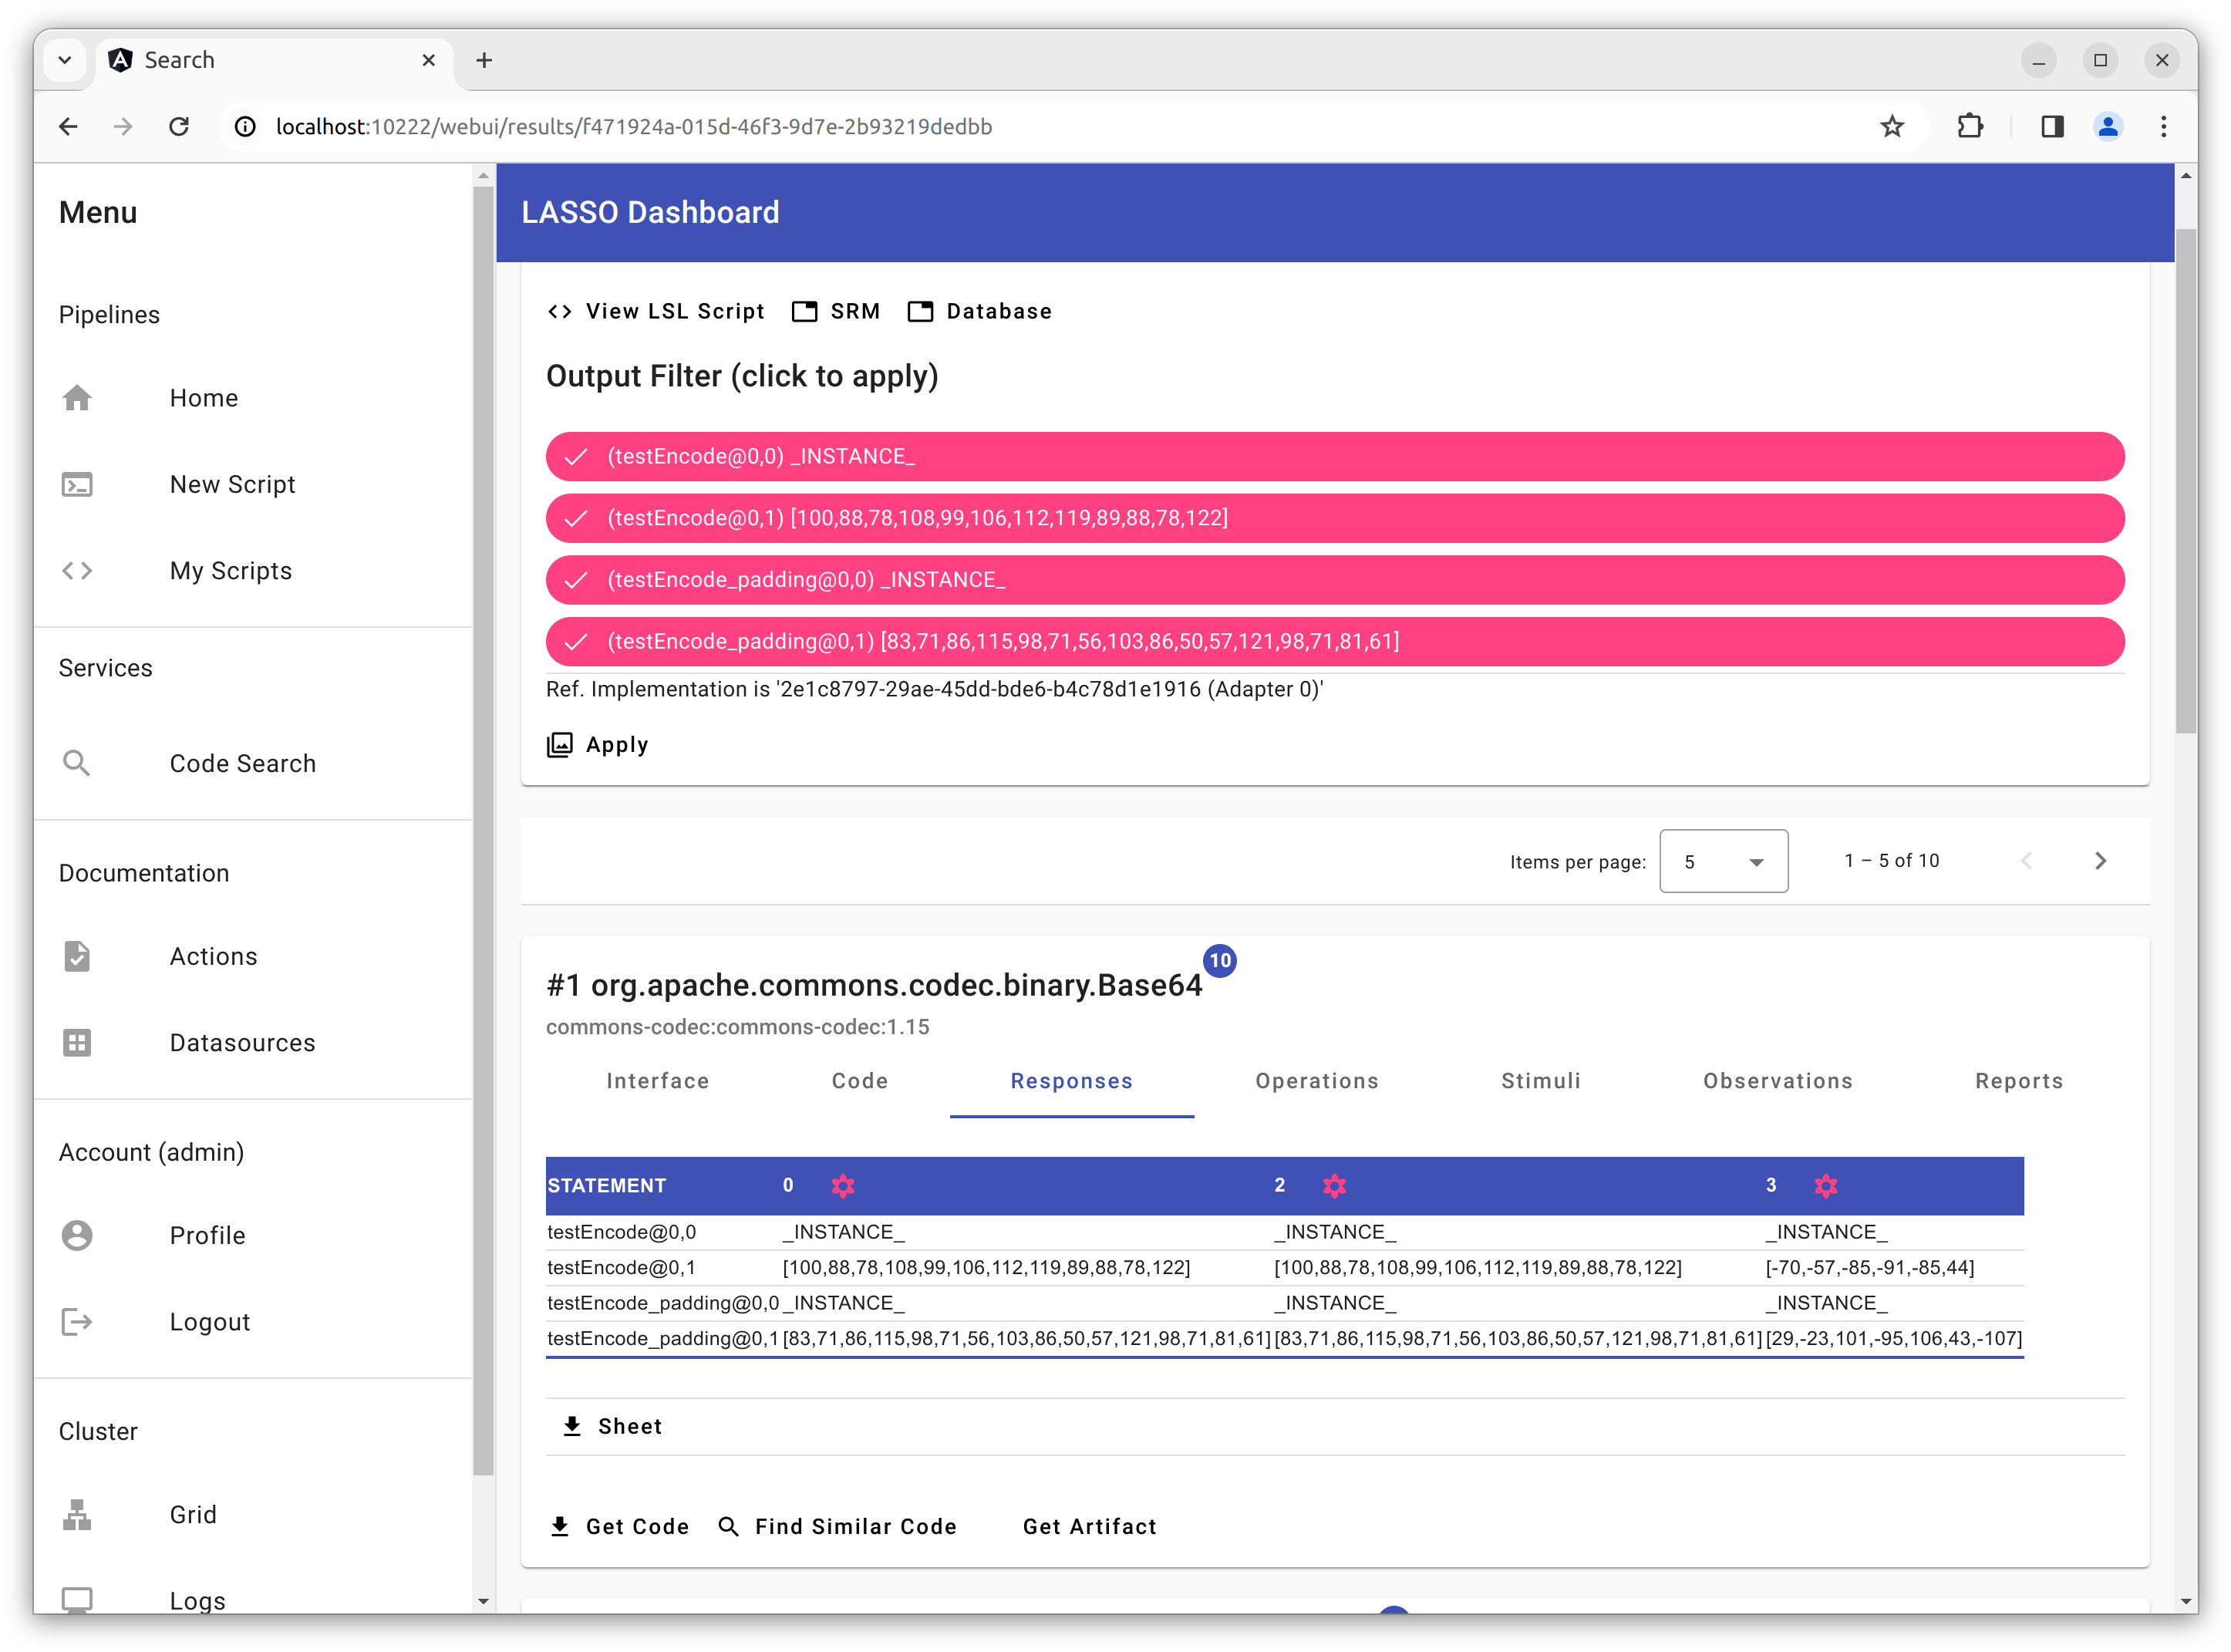 Search
localhost:10222/webui/results/f471924a-015d-46f3-9d7e-2b93219dedbb
Menu
Pipelines
Home
New Script
My Scripts
Services
Code Search
Documentation
Actions
Datasources
Account (admin)
Profile
Logout
Cluster
Grid
Logs
LASSO Dashboard
View LSL Script SRM Database
Output Filter (click to apply)
(testEncode@0,0) _INSTANCE_
(testEncode@0,1) [100,88,78,108,99,106,112,119,89,88,78,122]
(testEncode_padding@0,0) _INSTANCE_
(testEncode_padding@0,1) [83,71,86,115,98,71,56,103,86,50,57,121,98,71,81,61]
Ref. Implementation is '2e1c8797-29ae-45dd-bde6-b4c78d1e1916 (Adapter 0)'
Apply
Items per page: 5 1 – 5 of 10
#1 org.apache.commons.codec.binary.Base64 10
commons-codec:commons-codec:1.15
Interface Code Responses Operations Stimuli Observations Reports
STATEMENT 0 2 3
testEncode@0,0 _INSTANCE_ _INSTANCE_ _INSTANCE_
testEncode@0,1 [100,88,78,108,99,106,112,119,89,88,78,122] [100,88,78,108,99,106,112,119,89,88,78,122] [-70,-57,-85,-91,-85,44]
testEncode_padding@0,0 _INSTANCE_ _INSTANCE_ _INSTANCE_
testEncode_padding@0,1 [83,71,86,115,98,71,56,103,86,50,57,121,98,71,81,61] [83,71,86,115,98,71,56,103,86,50,57,121,98,71,81,61] [29,-23,101,-95,106,43,-107]
Sheet
Get Code Find Similar Code Get Artifact